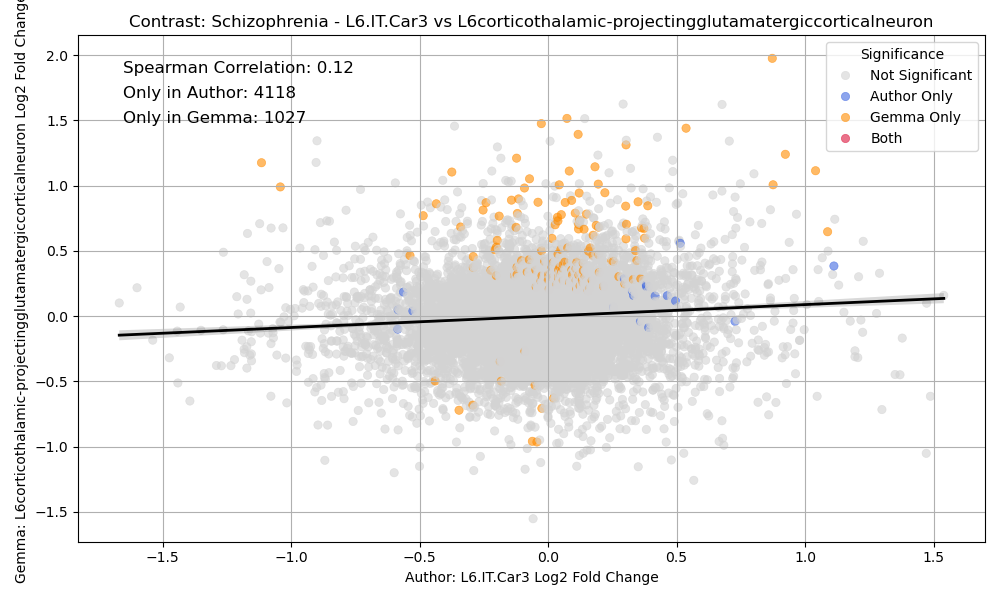 Contrast: Schizophrenia - L6.IT.Car3 vs L6corticothalamic-projectingglutamatergiccorticalneuron
Gemma: L6corticothalamic-projectingglutamatergiccorticalneuron Log2 Fold Change
2.0
1.5
1.0
0.5
0.0
−0.5
−1.0
−1.5
Spearman Correlation: 0.12
Only in Author: 4118
Only in Gemma: 1027
Significance
Not Significant
Author Only
Gemma Only
Both
−1.5 −1.0 −0.5 0.0 0.5 1.0 1.5
Author: L6.IT.Car3 Log2 Fold Change